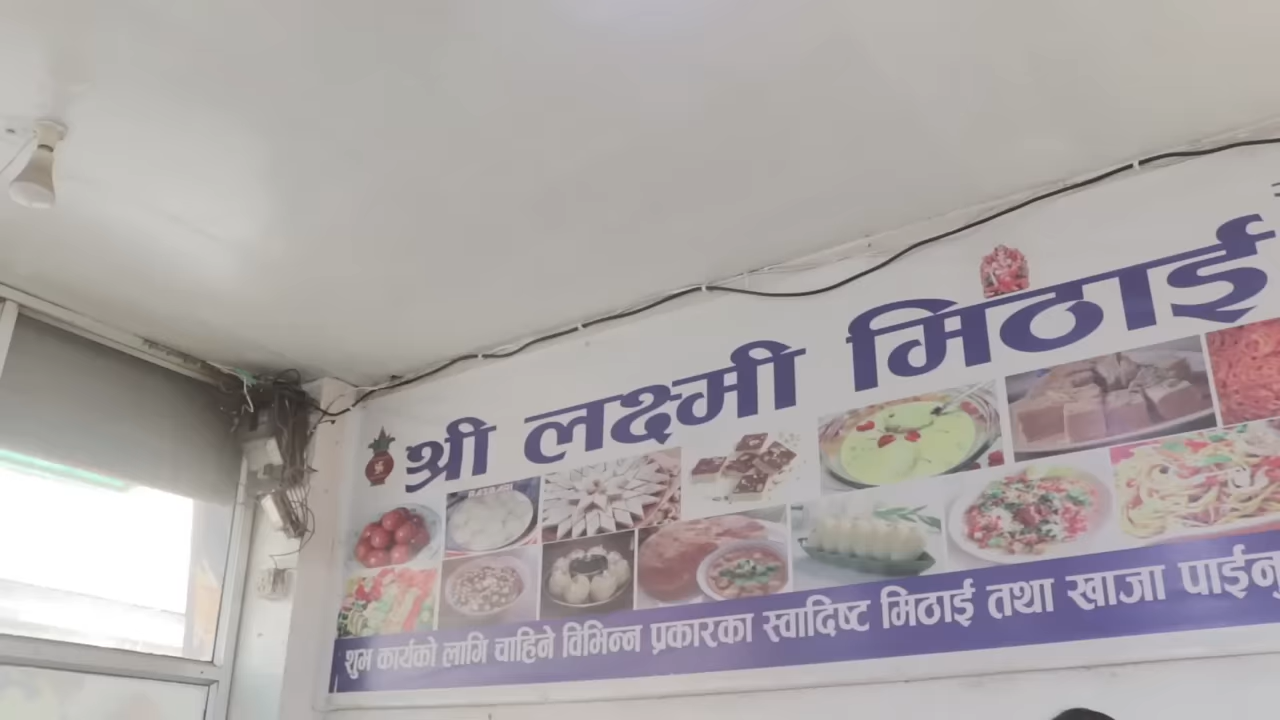 श्री लक्ष्मी मिठाई
शुभ कार्यको लागि चाहिने विभिन्न प्रकारका स्वादिष्ट मिठाई तथा खाजा